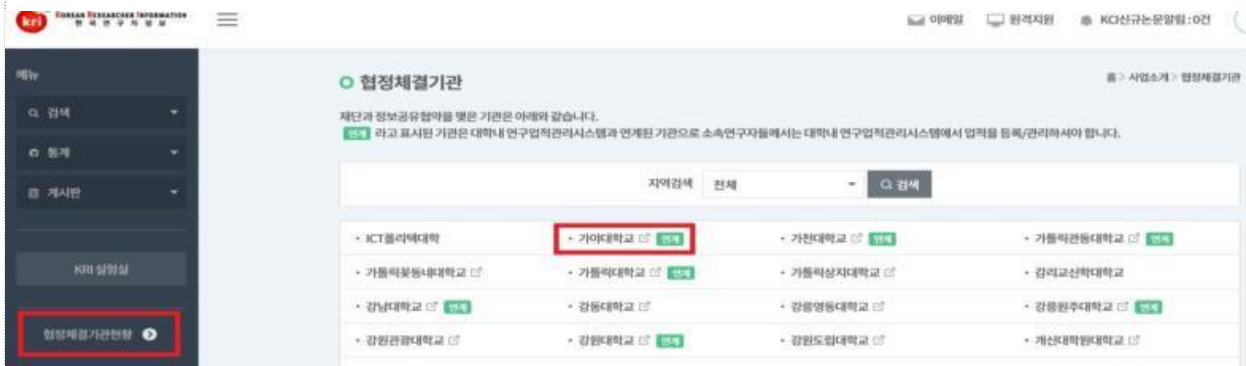 kri KOREAN RESEARCHER INFORMATION
한국연구자정보
이메일 원격지원 KCI신규논문알림:0건
메뉴
검색
통계
게시판
KRI 실험실
협정체결기관현황
협정체결기관
홈 > 사업소개 > 협정체결기관
재단과 정보공유협약을 맺은 기관은 아래와 같습니다.
연계 라고 표시된 기관은 대학내 연구업적관리시스템과 연계된 기관으로 소속연구자들께서는 대학내 연구업적관리시스템에서 업적을 등록/관리하셔야 합니다.
지역검색 전체 검색
ICT폴리텍대학 가야대학교 연계 가천대학교 연계 가톨릭관동대학교 연계
가톨릭꽃동네대학교 가톨릭대학교 연계 가톨릭상지대학교 감리교신학대학교
강남대학교 연계 강동대학교 강릉영동대학교 강릉원주대학교 연계
강원관광대학교 강원대학교 연계 강원도립대학교 개신대학원대학교